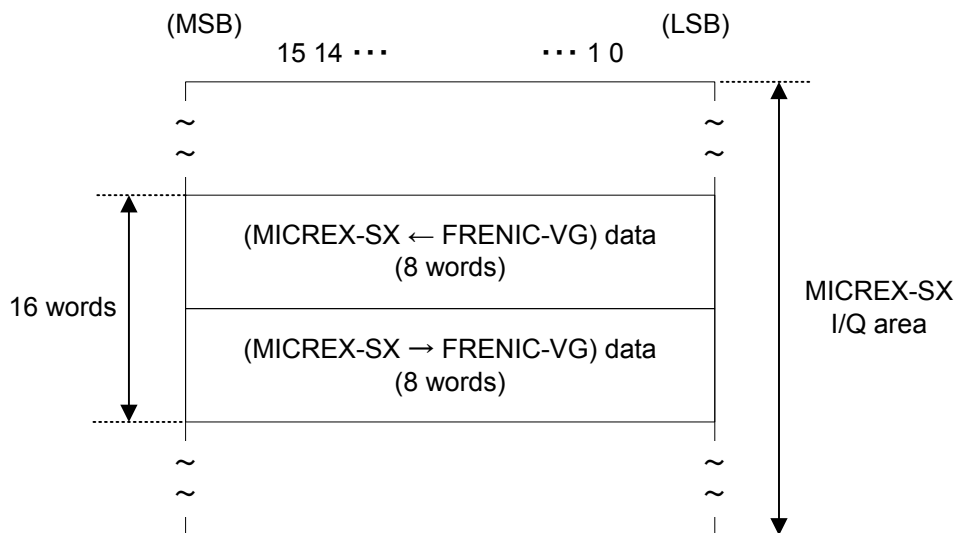 (MSB) (LSB)
15 14 ··· ··· 1 0
~ ~
~ ~
(MICREX-SX ← FRENIC-VG) data
(8 words)
16 words
MICREX-SX
I/Q area
(MICREX-SX → FRENIC-VG) data
(8 words)
~ ~
~ ~